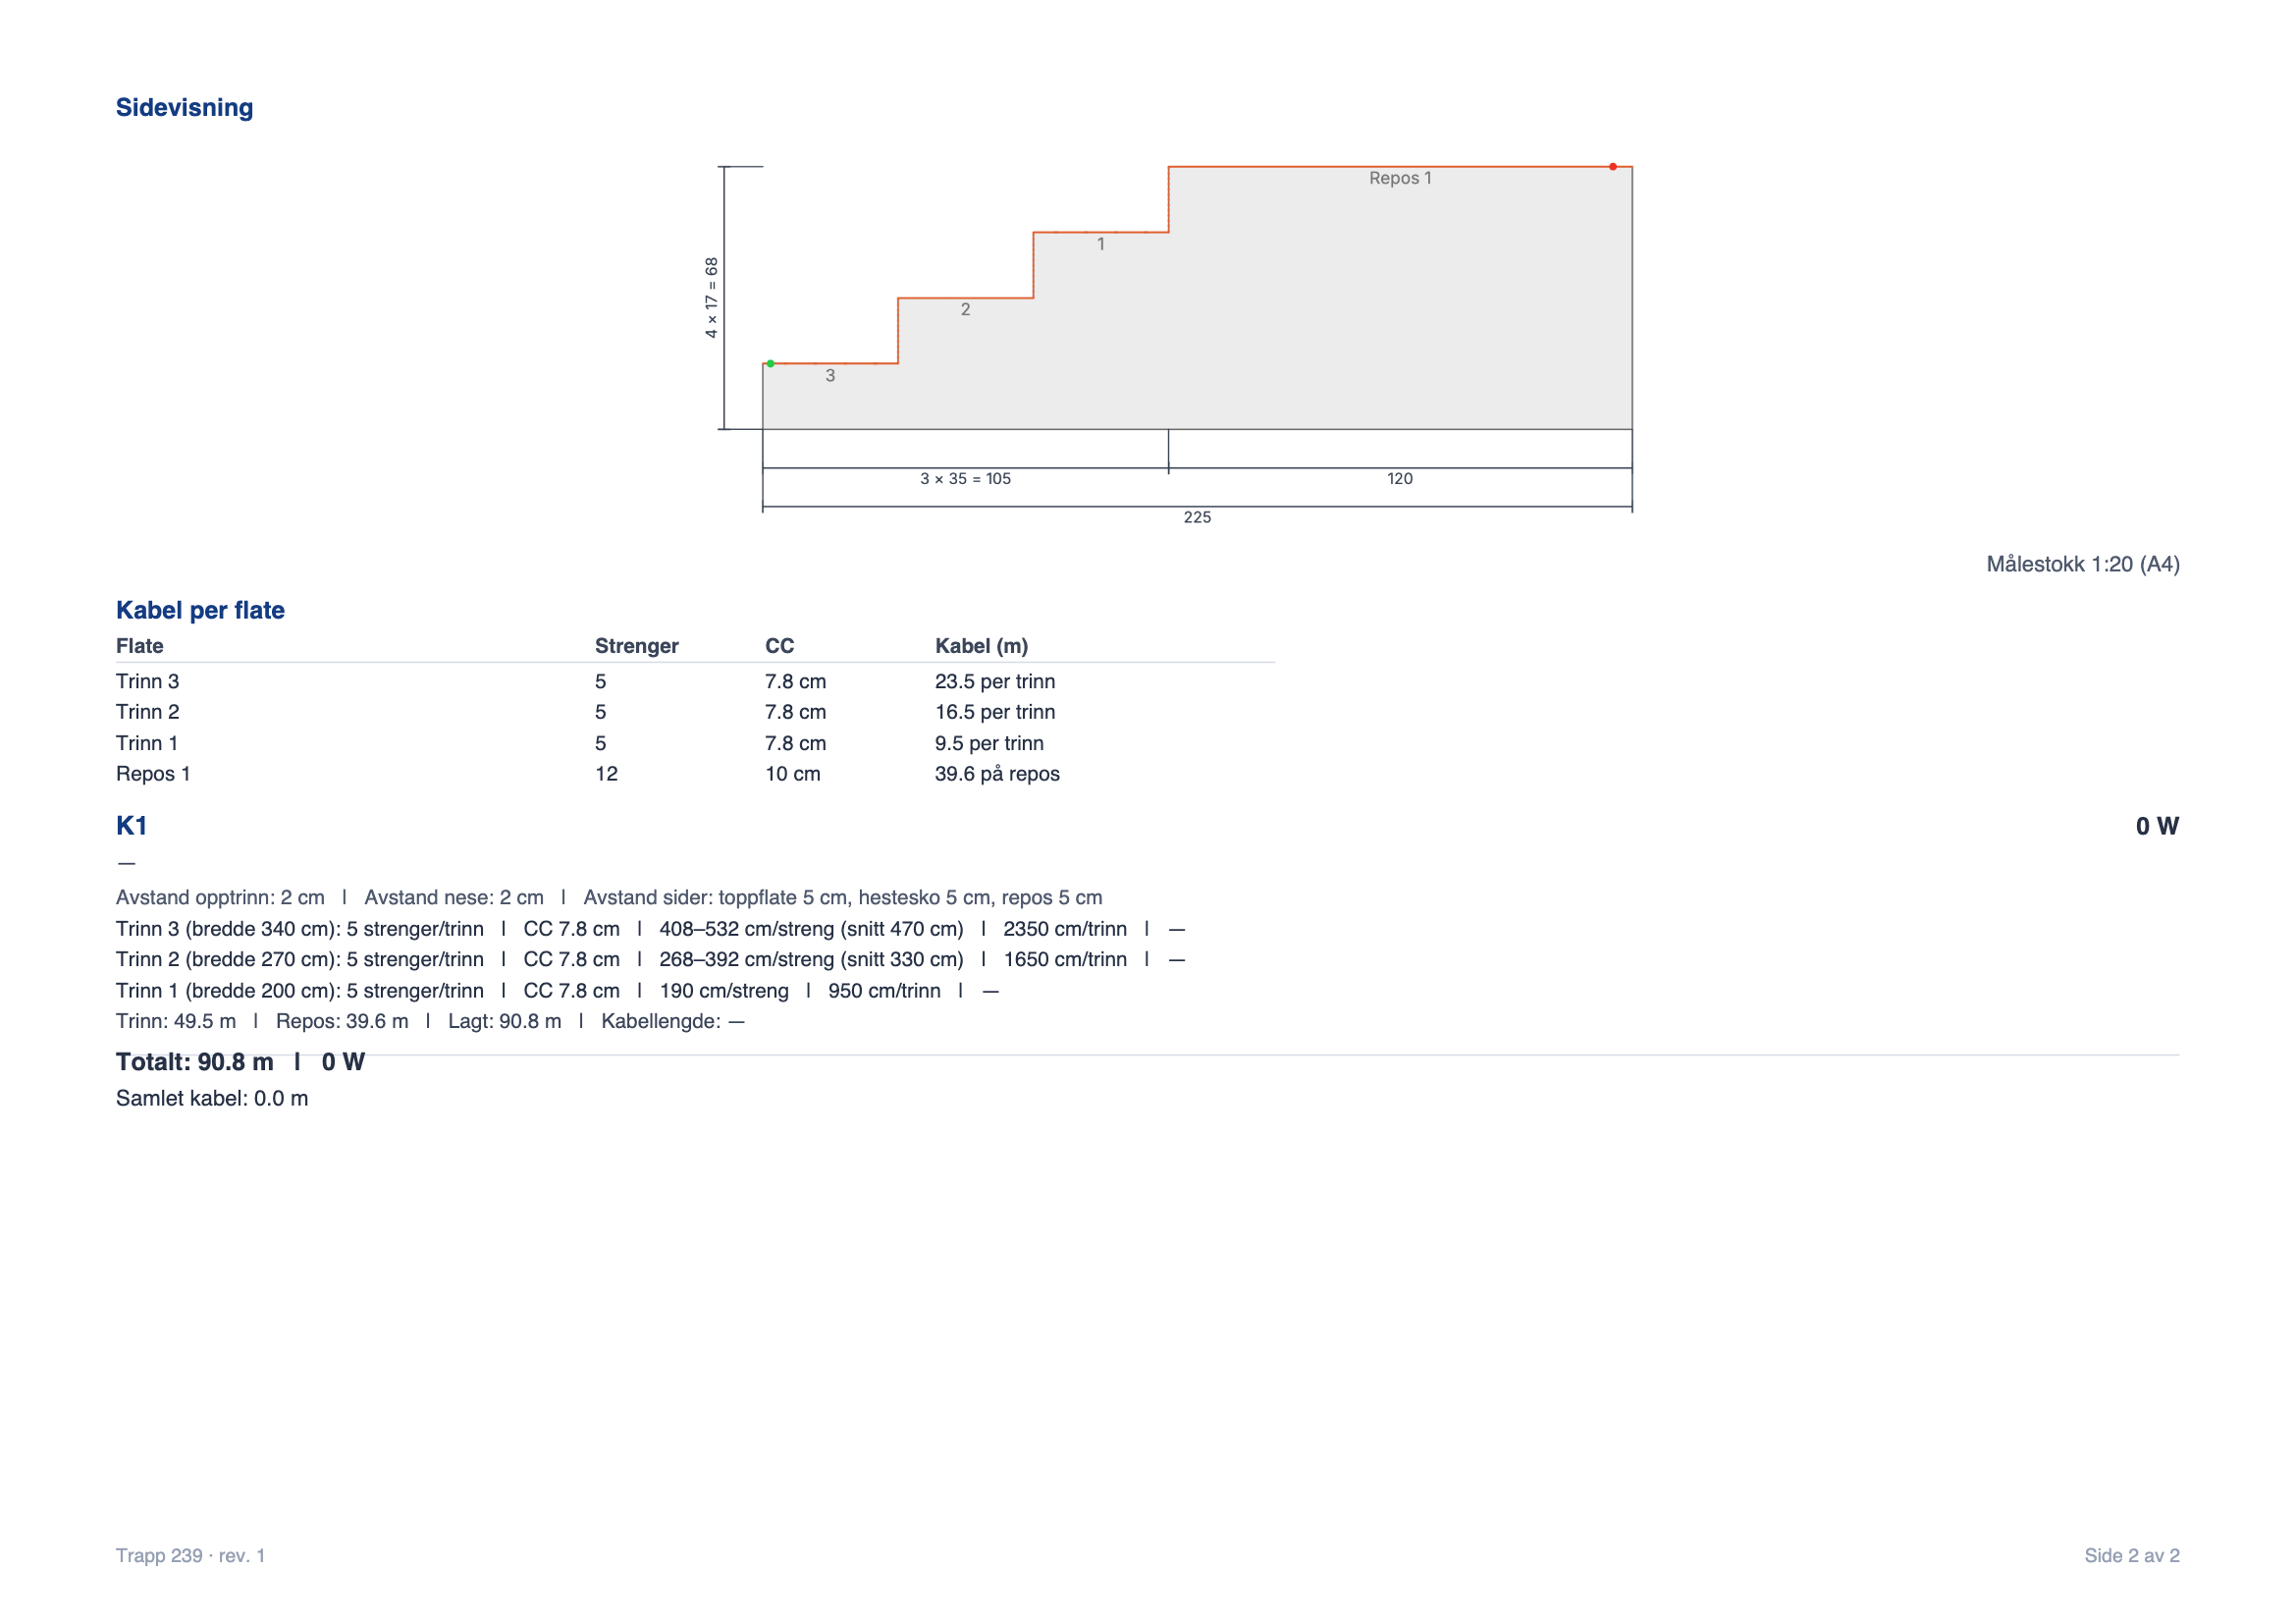 Sidevisning
Repos 1
1
2
3
4 × 17 = 68
3 × 35 = 105
120
225
Målestokk 1:20 (A4)
Kabel per flate
Flate Strenger CC Kabel (m)
Trinn 3 5 7.8 cm 23.5 per trinn
Trinn 2 5 7.8 cm 16.5 per trinn
Trinn 1 5 7.8 cm 9.5 per trinn
Repos 1 12 10 cm 39.6 på repos
K1 0 W
—
Avstand opptrinn: 2 cm | Avstand nese: 2 cm | Avstand sider: toppflate 5 cm, hestesko 5 cm, repos 5 cm
Trinn 3 (bredde 340 cm): 5 strenger/trinn | CC 7.8 cm | 408–532 cm/streng (snitt 470 cm) | 2350 cm/trinn | —
Trinn 2 (bredde 270 cm): 5 strenger/trinn | CC 7.8 cm | 268–392 cm/streng (snitt 330 cm) | 1650 cm/trinn | —
Trinn 1 (bredde 200 cm): 5 strenger/trinn | CC 7.8 cm | 190 cm/streng | 950 cm/trinn | —
Trinn: 49.5 m | Repos: 39.6 m | Lagt: 90.8 m | Kabellengde: —
Totalt: 90.8 m | 0 W
Samlet kabel: 0.0 m
Trapp 239 · rev. 1 Side 2 av 2